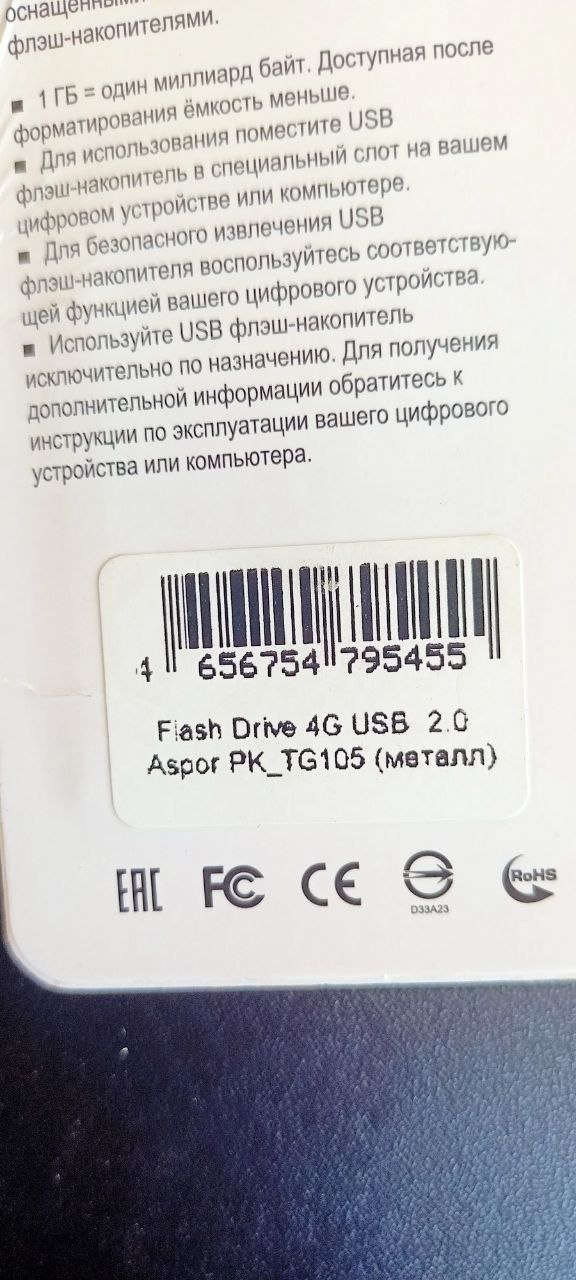 оснащенными
флэш-накопителями.
▪ 1 ГБ = один миллиард байт. Доступная после
форматирования ёмкость меньше.
▪ Для использования поместите USB
флэш-накопитель в специальный слот на вашем
цифровом устройстве или компьютере.
▪ Для безопасного извлечения USB
флэш-накопителя воспользуйтесь соответствую-
щей функцией вашего цифрового устройства.
▪ Используйте USB флэш-накопитель
исключительно по назначению. Для получения
дополнительной информации обратитесь к
инструкции по эксплуатации вашего цифрового
устройства или компьютера.
4 656754 795455
Flash Drive 4G USB 2.0
Aspor PK_TG105 (металл)
EAC FC CE RoHS
D33A23